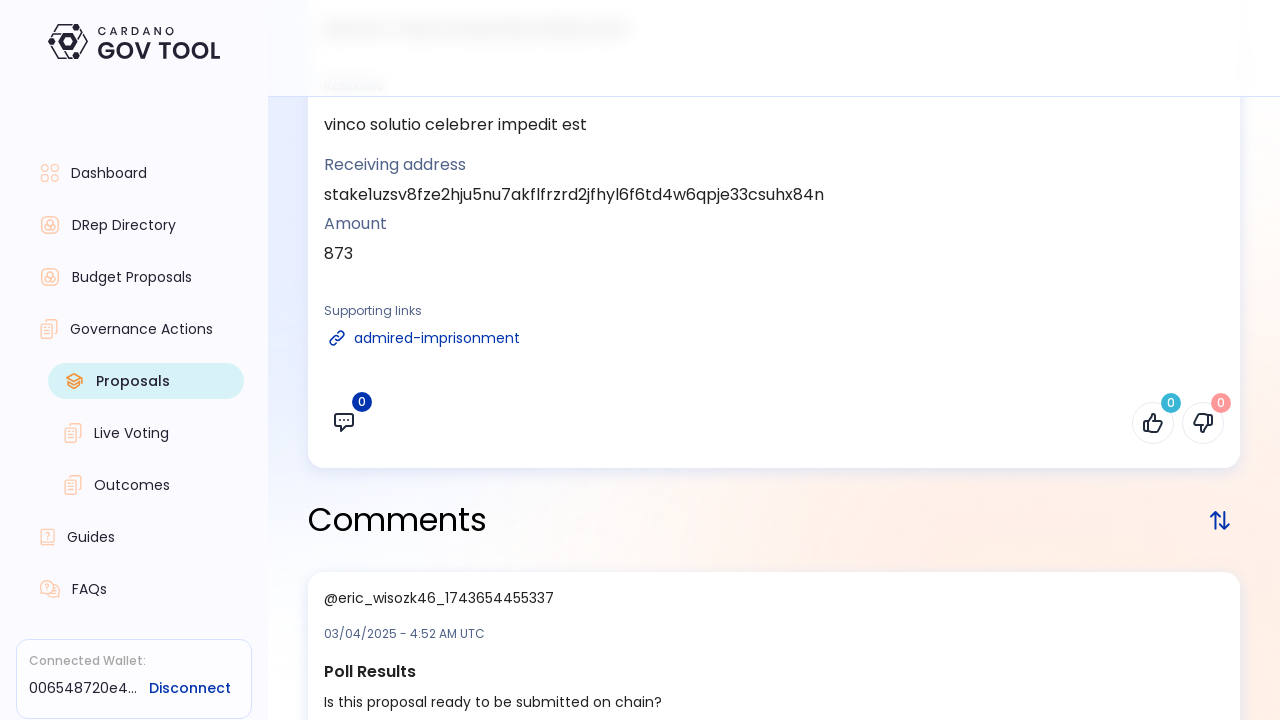 CARDANO
GOV TOOL
Dashboard
DRep Directory
Budget Proposals
Governance Actions
Proposals
Live Voting
Outcomes
Guides
FAQs
Connected Wallet:
006548720e4... Disconnect
vinco solutio celebrer impedit est
Receiving address
stake1uzsv8fze2hju5nu7akflfrzrd2jfhyl6f6td4w6qpje33csuhx84n
Amount
873
Supporting links
admired-imprisonment
0
0 0
Comments
@eric_wisozk46_1743654455337
03/04/2025 - 4:52 AM UTC
Poll Results
Is this proposal ready to be submitted on chain?